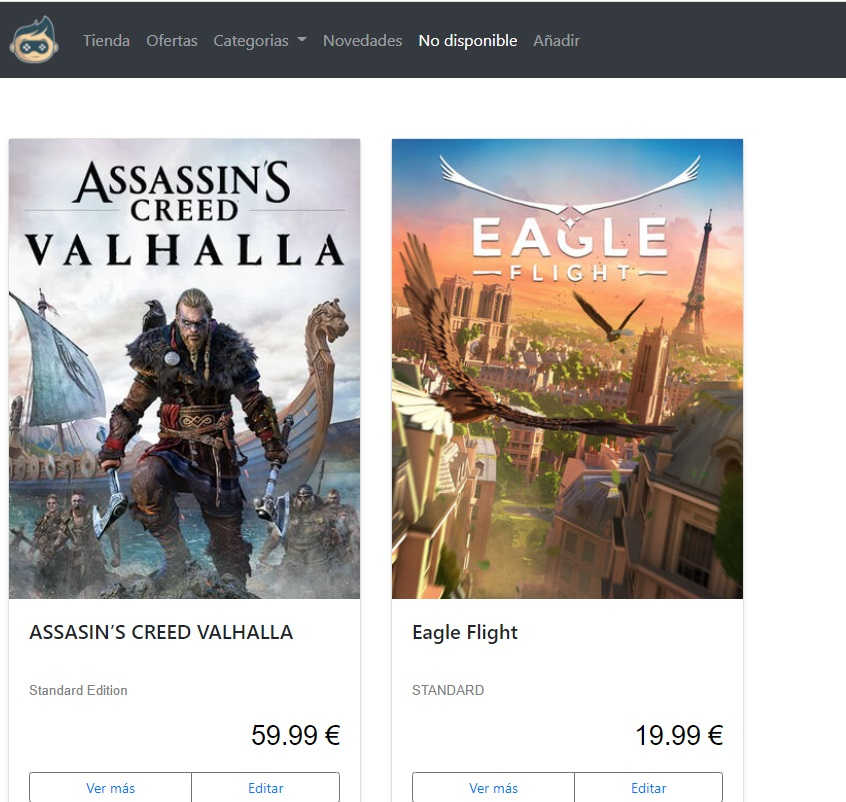 Tienda Ofertas Categorias Novedades No disponible Añadir
ASSASSIN'S
CREED
VALHALLA
EAGLE
FLIGHT
ASSASIN'S CREED VALHALLA
Standard Edition
59.99 €
Ver más Editar
Eagle Flight
STANDARD
19.99 €
Ver más Editar